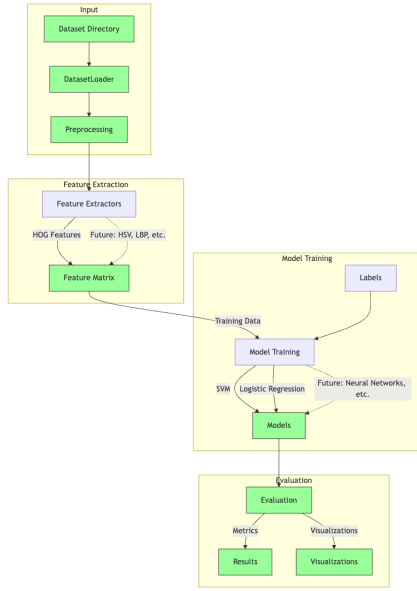 Input
Dataset Directory
DatasetLoader
Preprocessing
Feature Extraction
Feature Extractors
HOG Features
Future: HSV, LBP, etc.
Feature Matrix
Model Training
Labels
Training Data
Model Training
SVM
Logistic Regression
Future: Neural Networks,
etc.
Models
Evaluation
Evaluation
Metrics
Visualizations
Results
Visualizations